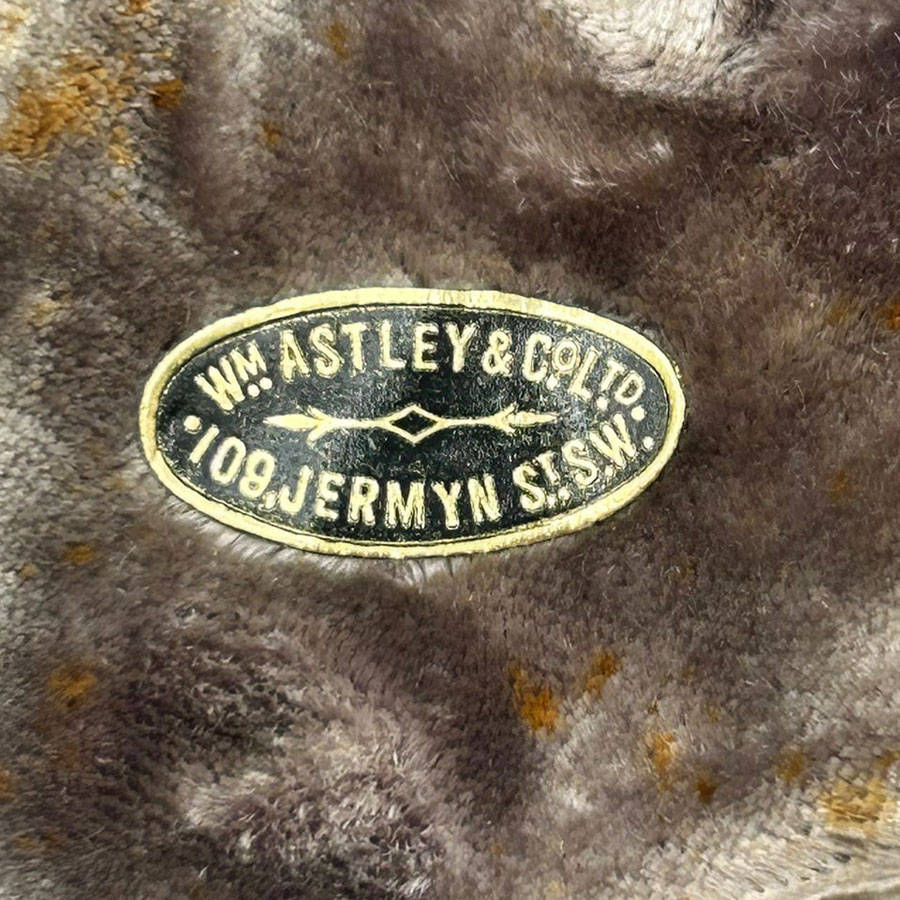 WM. ASTLEY & CO. LTD.
109, JERMYN ST. S.W.